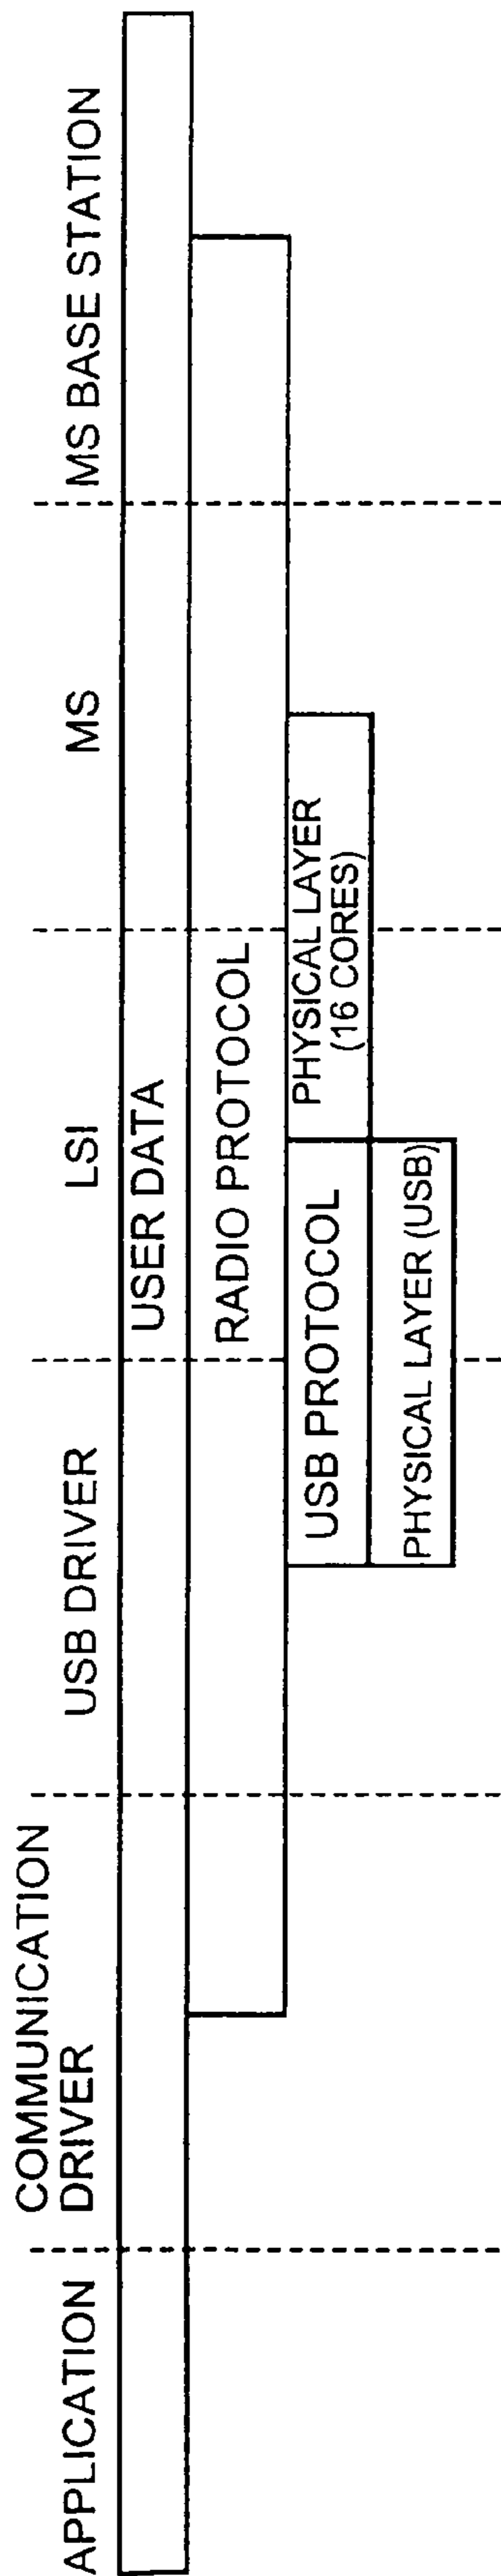 APPLICATION
COMMUNICATION
DRIVER
USB DRIVER
LSI
MS
MS BASE STATION
USER DATA
RADIO PROTOCOL
USB PROTOCOL
PHYSICAL LAYER
(16 CORES)
PHYSICAL LAYER (USB)